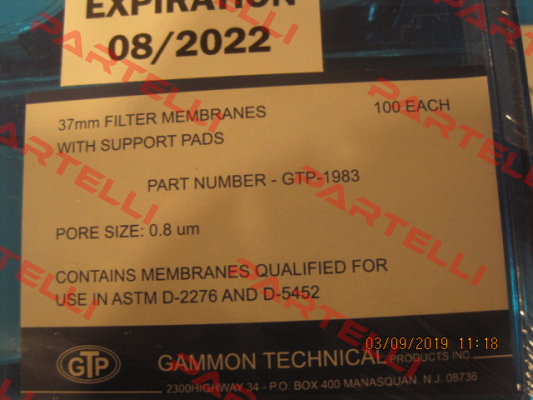 EXPIRATION
08/2022
37mm FILTER MEMBRANES 100 EACH
WITH SUPPORT PADS
PART NUMBER - GTP-1983
PORE SIZE: 0.8 um
CONTAINS MEMBRANES QUALIFIED FOR
USE IN ASTM D-2276 AND D-5452
GTP
GAMMON TECHNICAL PRODUCTS INC.
2300HIGHWAY 34 - P.O. BOX 400 MANASQUAN, N.J. 08736
03/09/2019 11:18
PARTELLI
PARTELLI
PARTELLI
PARTELLI
PARTELLI